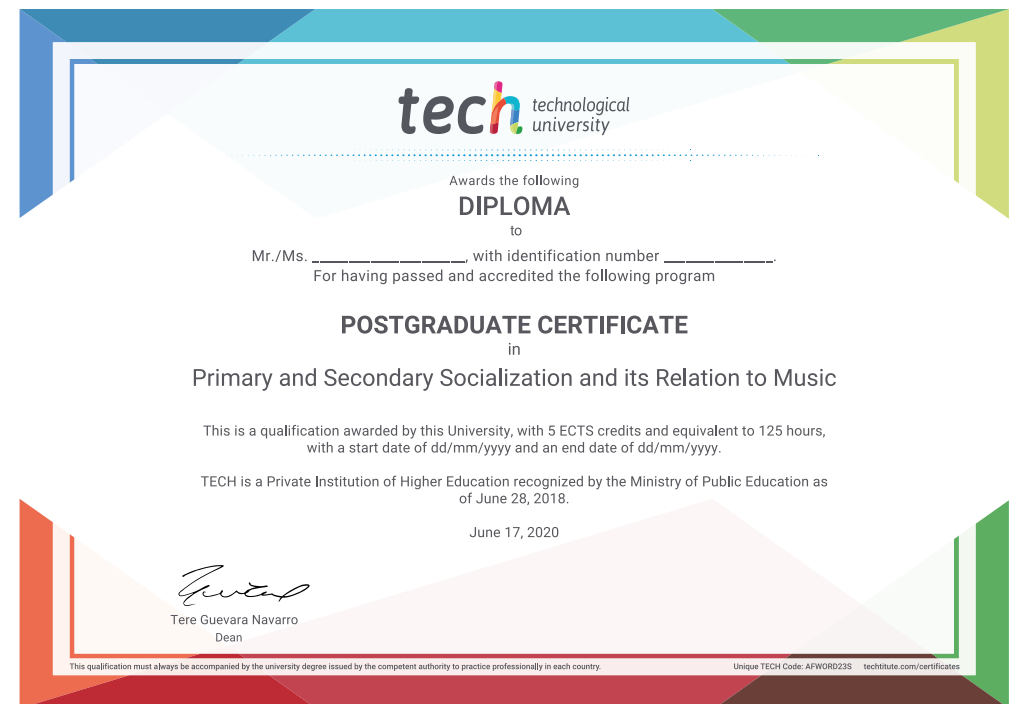 tech technological
university
Awards the following
DIPLOMA
to
Mr./Ms. ____________________, with identification number ______________.
For having passed and accredited the following program
POSTGRADUATE CERTIFICATE
in
Primary and Secondary Socialization and its Relation to Music
This is a qualification awarded by this University, with 5 ECTS credits and equivalent to 125 hours,
with a start date of dd/mm/yyyy and an end date of dd/mm/yyyy.
TECH is a Private Institution of Higher Education recognized by the Ministry of Public Education as
of June 28, 2018.
June 17, 2020
Tere Guevara Navarro
Dean
This qualification must always be accompanied by the university degree issued by the competent authority to practice professionally in each country.
Unique TECH Code: AFWORD23S techtitute.com/certificates